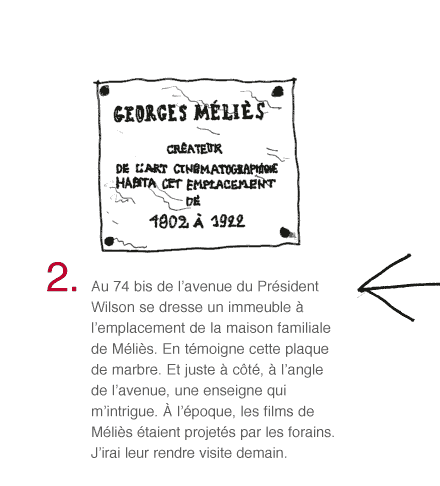 GEORGES MÉLIÈS
CRÉATEUR
DE L'ART CINÉMATOGRAPHIQUE
HABITA CET EMPLACEMENT
DE
1902 À 1922
2. Au 74 bis de l'avenue du Président
Wilson se dresse un immeuble à
l'emplacement de la maison familiale
de Méliès. En témoigne cette plaque
de marbre. Et juste à côté, à l'angle
de l'avenue, une enseigne qui
m'intrigue. À l'époque, les films de
Méliès étaient projetés par les forains.
J'irai leur rendre visite demain.